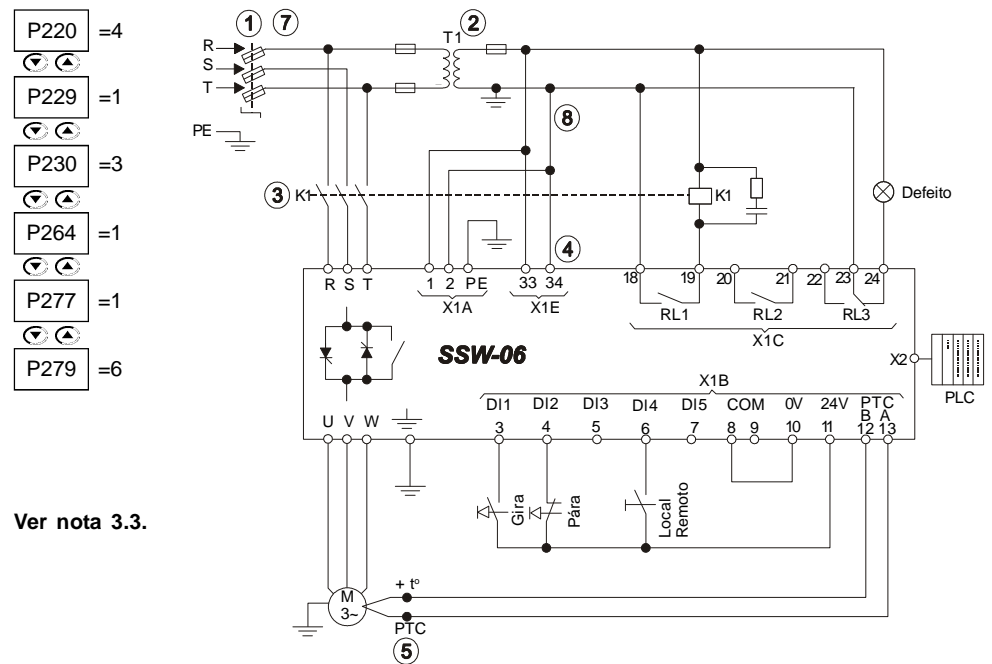 P220 =4
P229 =1
P230 =3
P264 =1
P277 =1
P279 =6
Ver nota 3.3.
1 7 2
T1
R
S
T
PE
8
3 K1 K1 Defeito
4
R S T 1 2 PE 33 34 18 19 20 21 22 23 24
X1A X1E RL1 RL2 RL3
X1C
SSW-06
X2
PLC
X1B
DI1 DI2 DI3 DI4 DI5 COM 0V 24V PTC
B A
U V W 3 4 5 6 7 8 9 10 11 12 13
Gira
Pára
Local
Remoto
+ tº
M
3~
PTC
5